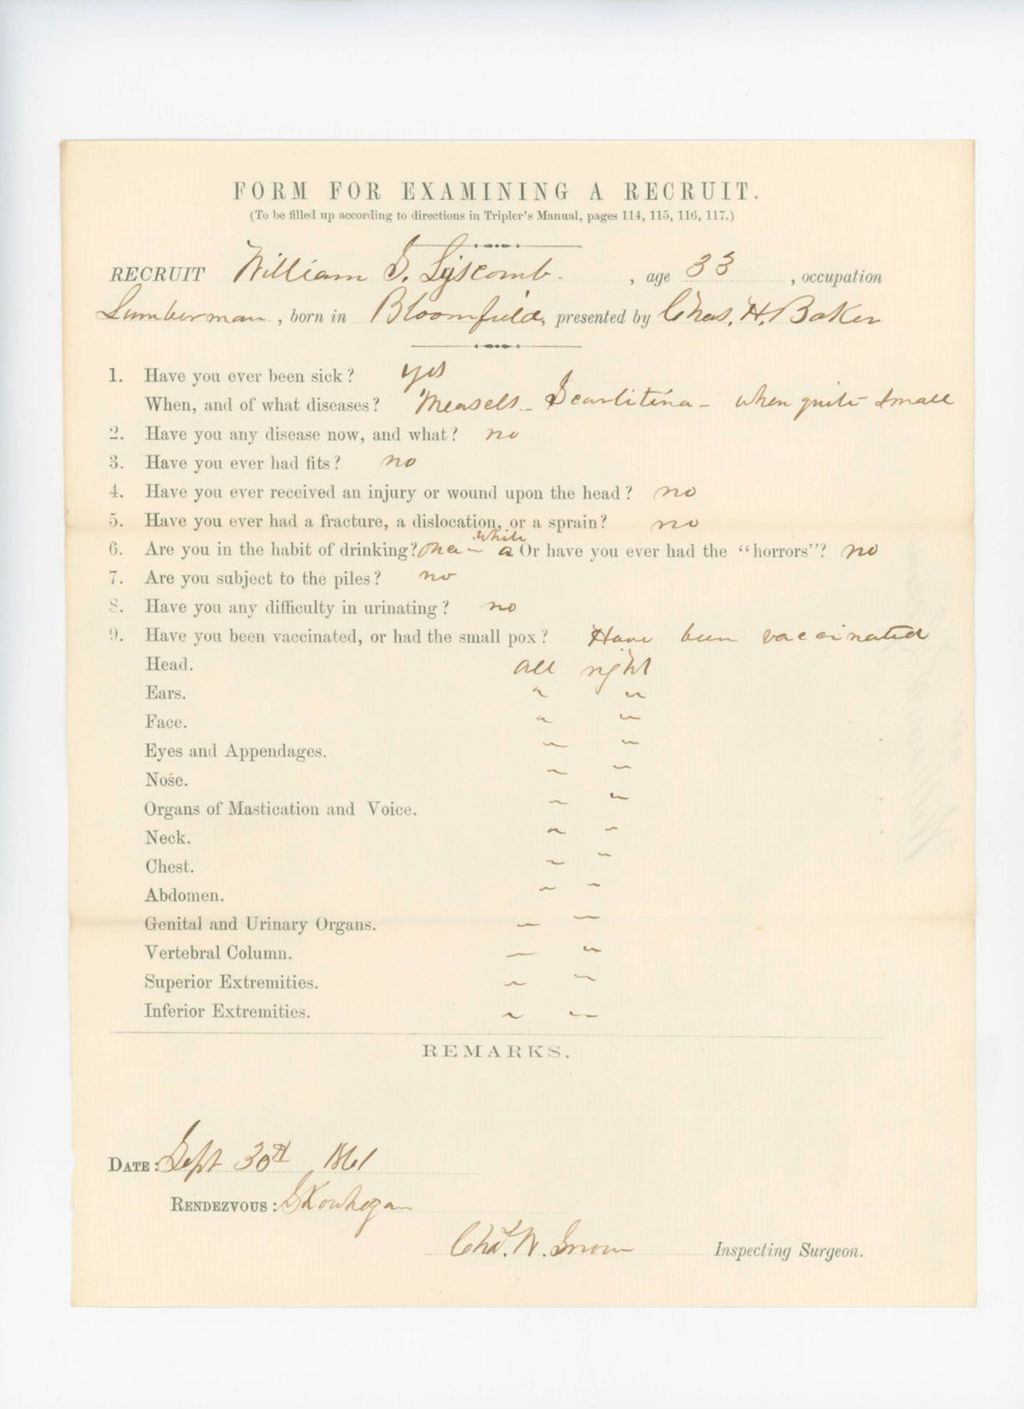 FORM FOR EXAMINING A RECRUIT.
(To be filled up according to directions in Tripler's Manual, pages 114, 115, 116, 117.)
RECRUIT William S. Lyscomb. , age 33 , occupation
Lumberman , born in Bloomfield, presented by Chas. H. Baker
1. Have you ever been sick? yes
When, and of what diseases? Measels - Scarlitina - when quite small
2. Have you any disease now, and what? no
3. Have you ever had fits? no
4. Have you ever received an injury or wound upon the head? no
5. Have you ever had a fracture, a dislocation, or a sprain? no
while
6. Are you in the habit of drinking? Once in a Or have you ever had the "horrors"? no
7. Are you subject to the piles? no
8. Have you any difficulty in urinating? no
9. Have you been vaccinated, or had the small pox? Have been vaccinated
Head. all right
Ears. " "
Face. " "
Eyes and Appendages. " "
Nose. " "
Organs of Mastication and Voice. " "
Neck. " "
Chest. " "
Abdomen. " "
Genital and Urinary Organs. " "
Vertebral Column. " "
Superior Extremities. " "
Inferior Extremities. " "
REMARKS.
DATE: Sept 30th 1861
RENDEZVOUS: Skowhegan
Chs. W. Snow Inspecting Surgeon.